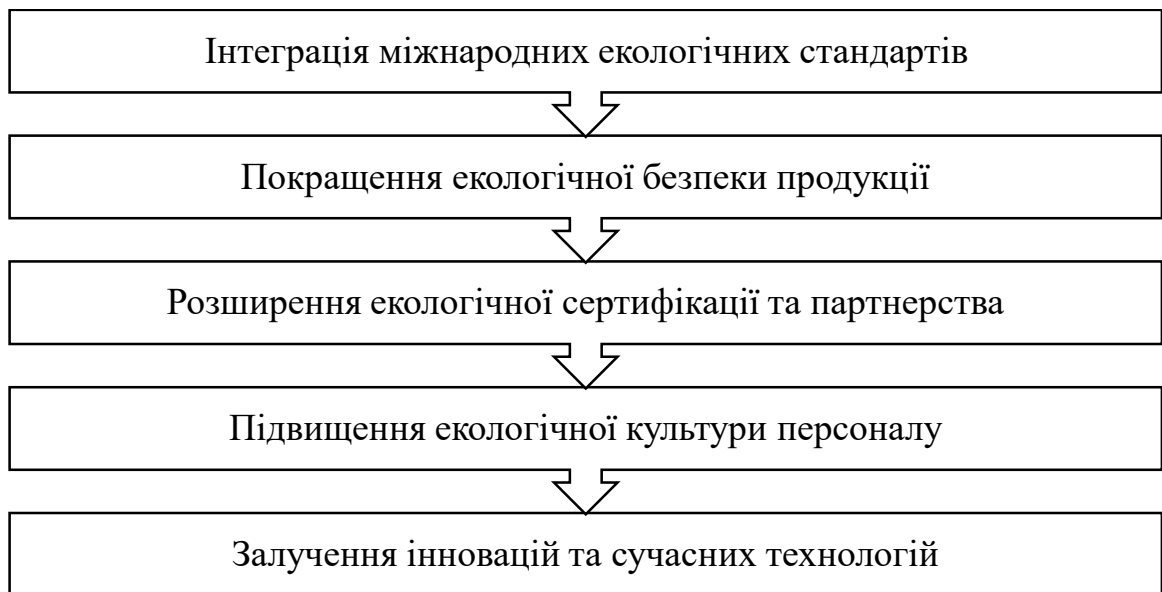 Інтеграція міжнародних екологічних стандартів
Покращення екологічної безпеки продукції
Розширення екологічної сертифікації та партнерства
Підвищення екологічної культури персоналу
Залучення інновацій та сучасних технологій